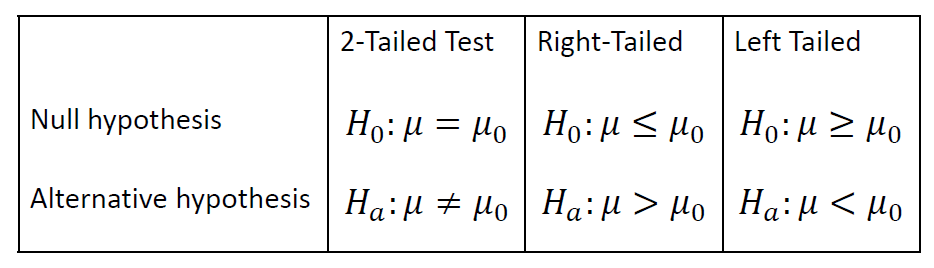 2-Tailed Test Right-Tailed Left Tailed
Null hypothesis H₀: μ = μ₀ H₀: μ ≤ μ₀ H₀: μ ≥ μ₀
Alternative hypothesis Hₐ: μ ≠ μ₀ Hₐ: μ > μ₀ Hₐ: μ < μ₀